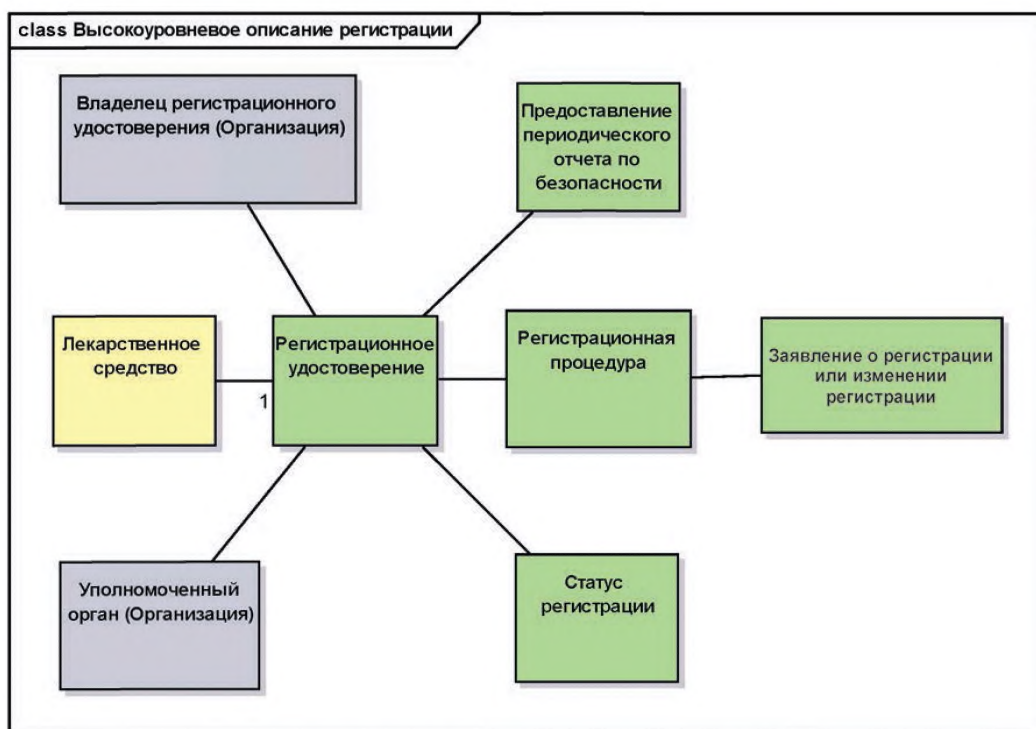 class Высокоуровневое описание регистрации
Владелец регистрационного
удостоверения (Организация)
Предоставление
периодического
отчета по
безопасности
Лекарственное
средство
1
Регистрационное
удостоверение
Регистрационная
процедура
Заявление о регистрации
или изменении
регистрации
Уполномоченный
орган (Организация)
Статус
регистрации